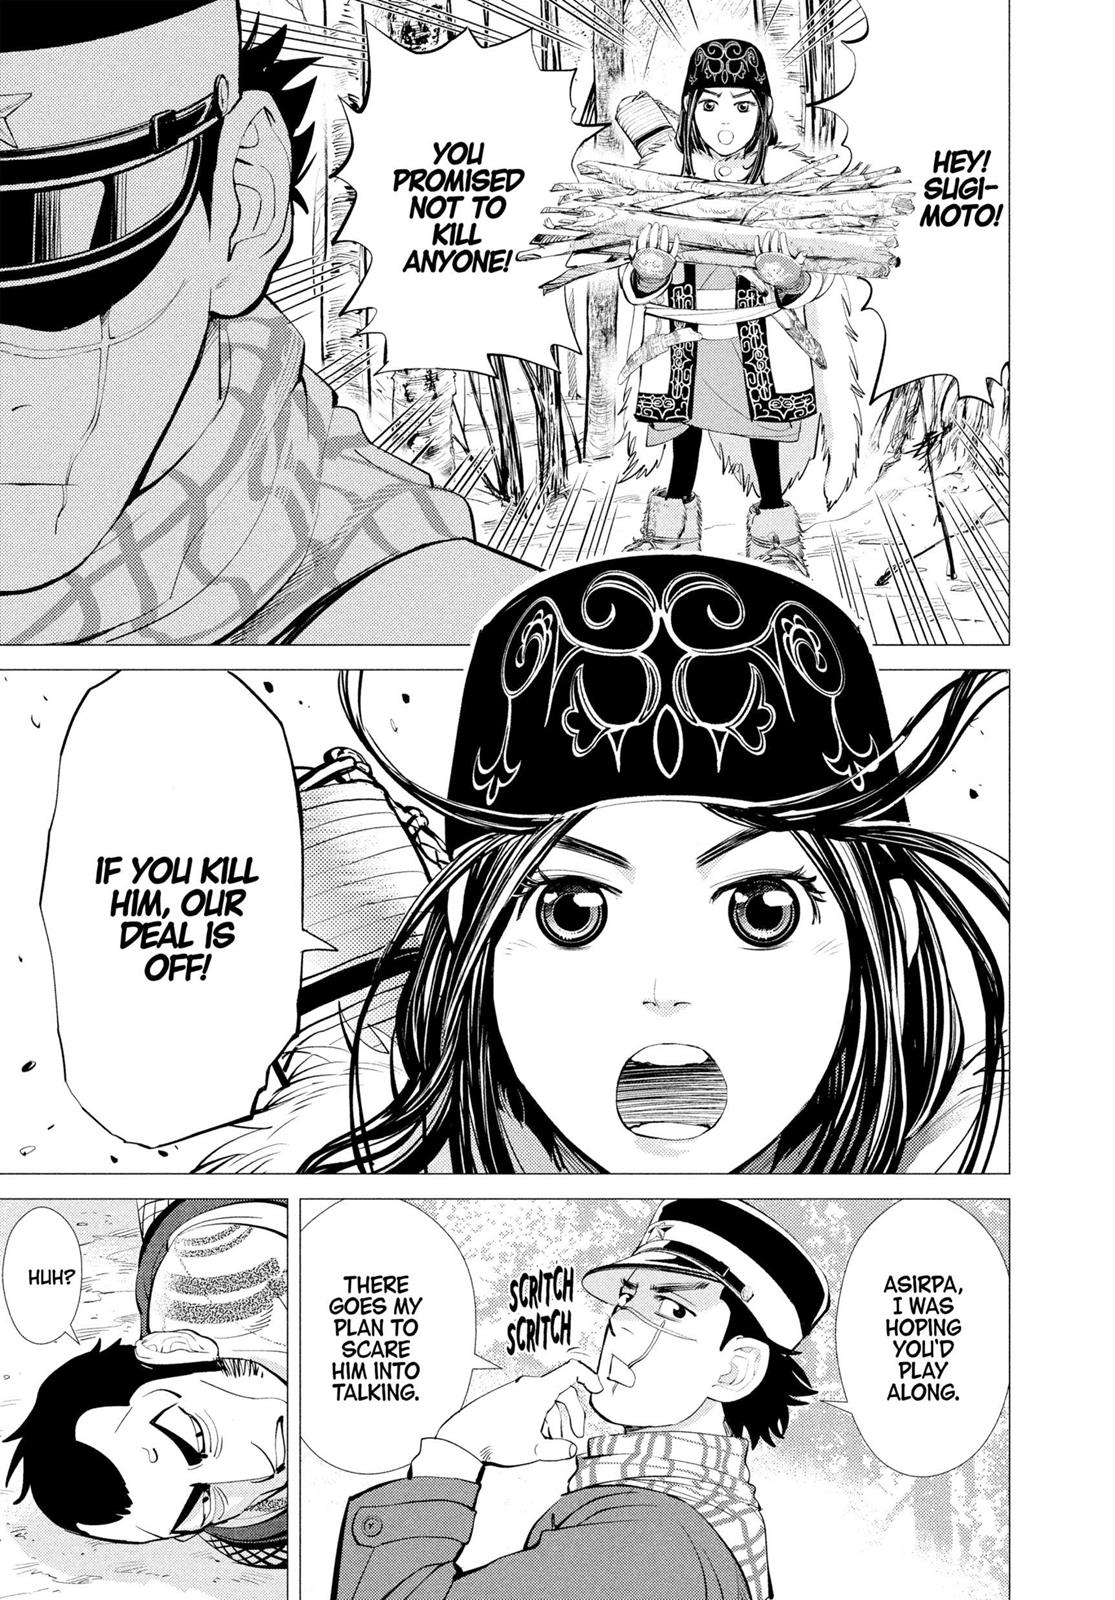 HEY!
SUGI-
MOTO!
YOU
PROMISED
NOT TO
KILL
ANYONE!
IF YOU KILL
HIM, OUR
DEAL IS
OFF!
ASIRPA,
I WAS
HOPING
YOU'D
PLAY
ALONG.
SCRITCH
SCRITCH
THERE
GOES MY
PLAN TO
SCARE
HIM INTO
TALKING.
HUH?